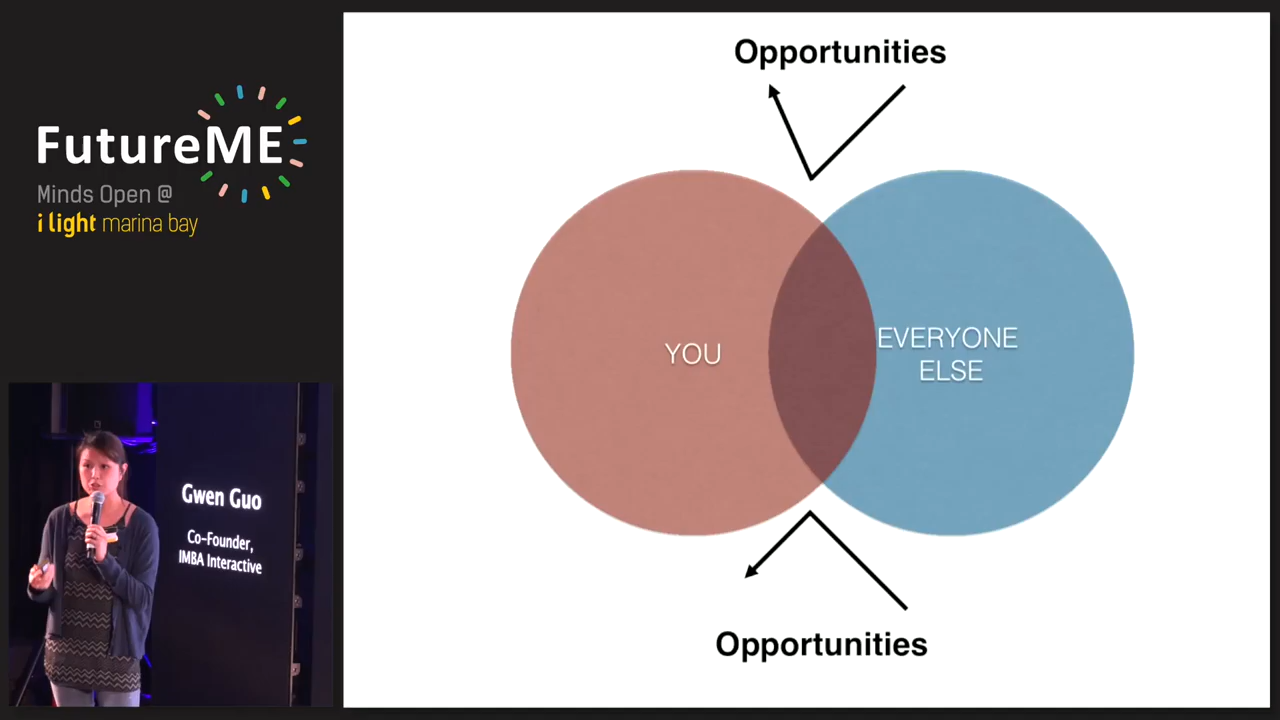 FutureME
Minds Open @
i light marina bay
Gwen Guo
Co-Founder,
IMBA Interactive
Opportunities
YOU
EVERYONE
ELSE
Opportunities